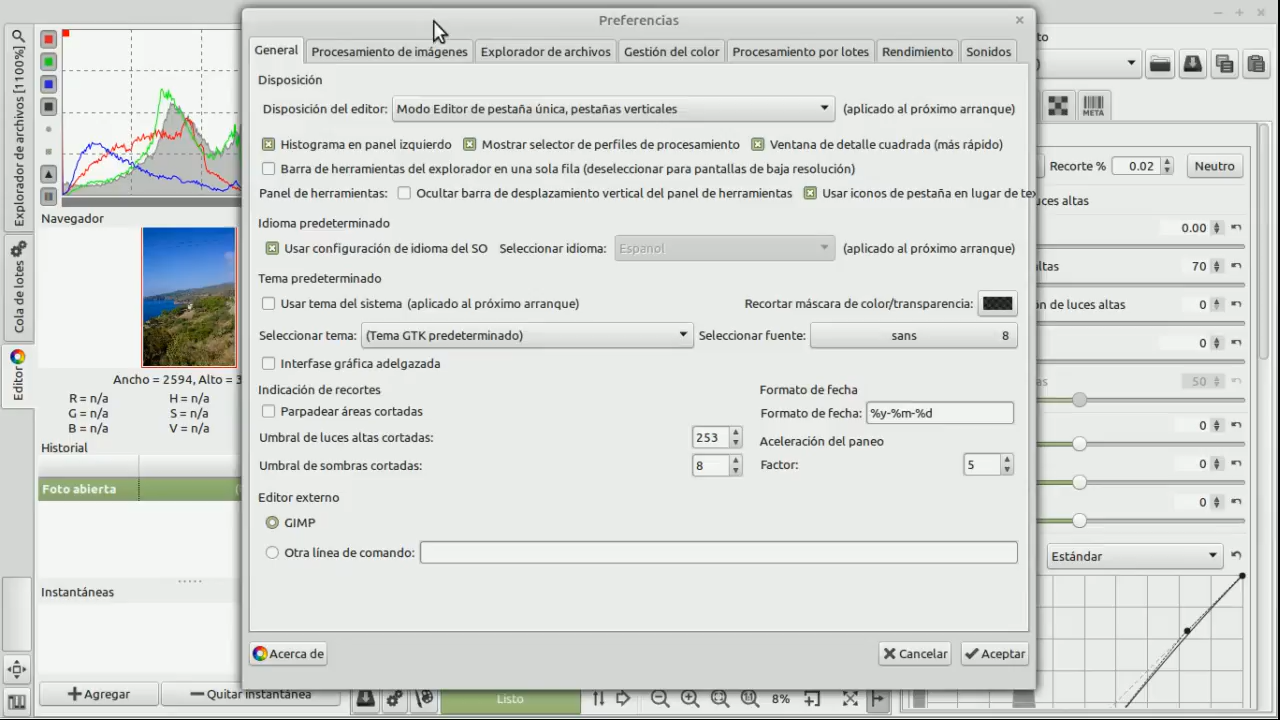 Preferencias
General
Procesamiento de imágenes
Explorador de archivos
Gestión del color
Procesamiento por lotes
Rendimiento
Sonidos
Disposición
Disposición del editor: Modo Editor de pestaña única, pestañas verticales (aplicado al próximo arranque)
Histograma en panel izquierdo Mostrar selector de perfiles de procesamiento Ventana de detalle cuadrada (más rápido)
Barra de herramientas del explorador en una sola fila (deseleccionar para pantallas de baja resolución)
Panel de herramientas: Ocultar barra de desplazamiento vertical del panel de herrmientas Usar iconos de pestaña en lugar de tex
Idioma predeterminado
Usar configuración de idioma del SO Seleccionar idioma: Espanol (aplicado al próximo arranque)
Tema predeterminado
Usar tema del sistema (aplicado al próximo arranque) Recortar máscara de color/transparencia:
Seleccionar tema: (Tema GTK predeterminado) Seleccionar fuente: sans 8
Interfase gráfica adelgazada
Indicación de recortes
Parpadear áreas cortadas
Umbral de luces altas cortadas: 253
Umbral de sombras cortadas: 8
Formato de fecha
Formato de fecha: %y-%m-%d
Aceleración del paneo
Factor: 5
Editor externo
GIMP
Otra línea de comando:
Acerca de
Cancelar
Aceptar
Explorador de archivos [1100%]
Cola de lotes
Editor
Navegador
Ancho = 2594, Alto = 3
R = n/a H = n/a
G = n/a S = n/a
B = n/a V = n/a
Historial
Foto abierta (
Instantáneas
Agregar
Quitar instantánea
Listo
8%
to
)
META
Recorte % 0.02 Neutro
uces altas
0.00
ltas 70
n de luces altas 0
0
as 50
0
0
0
Estándar